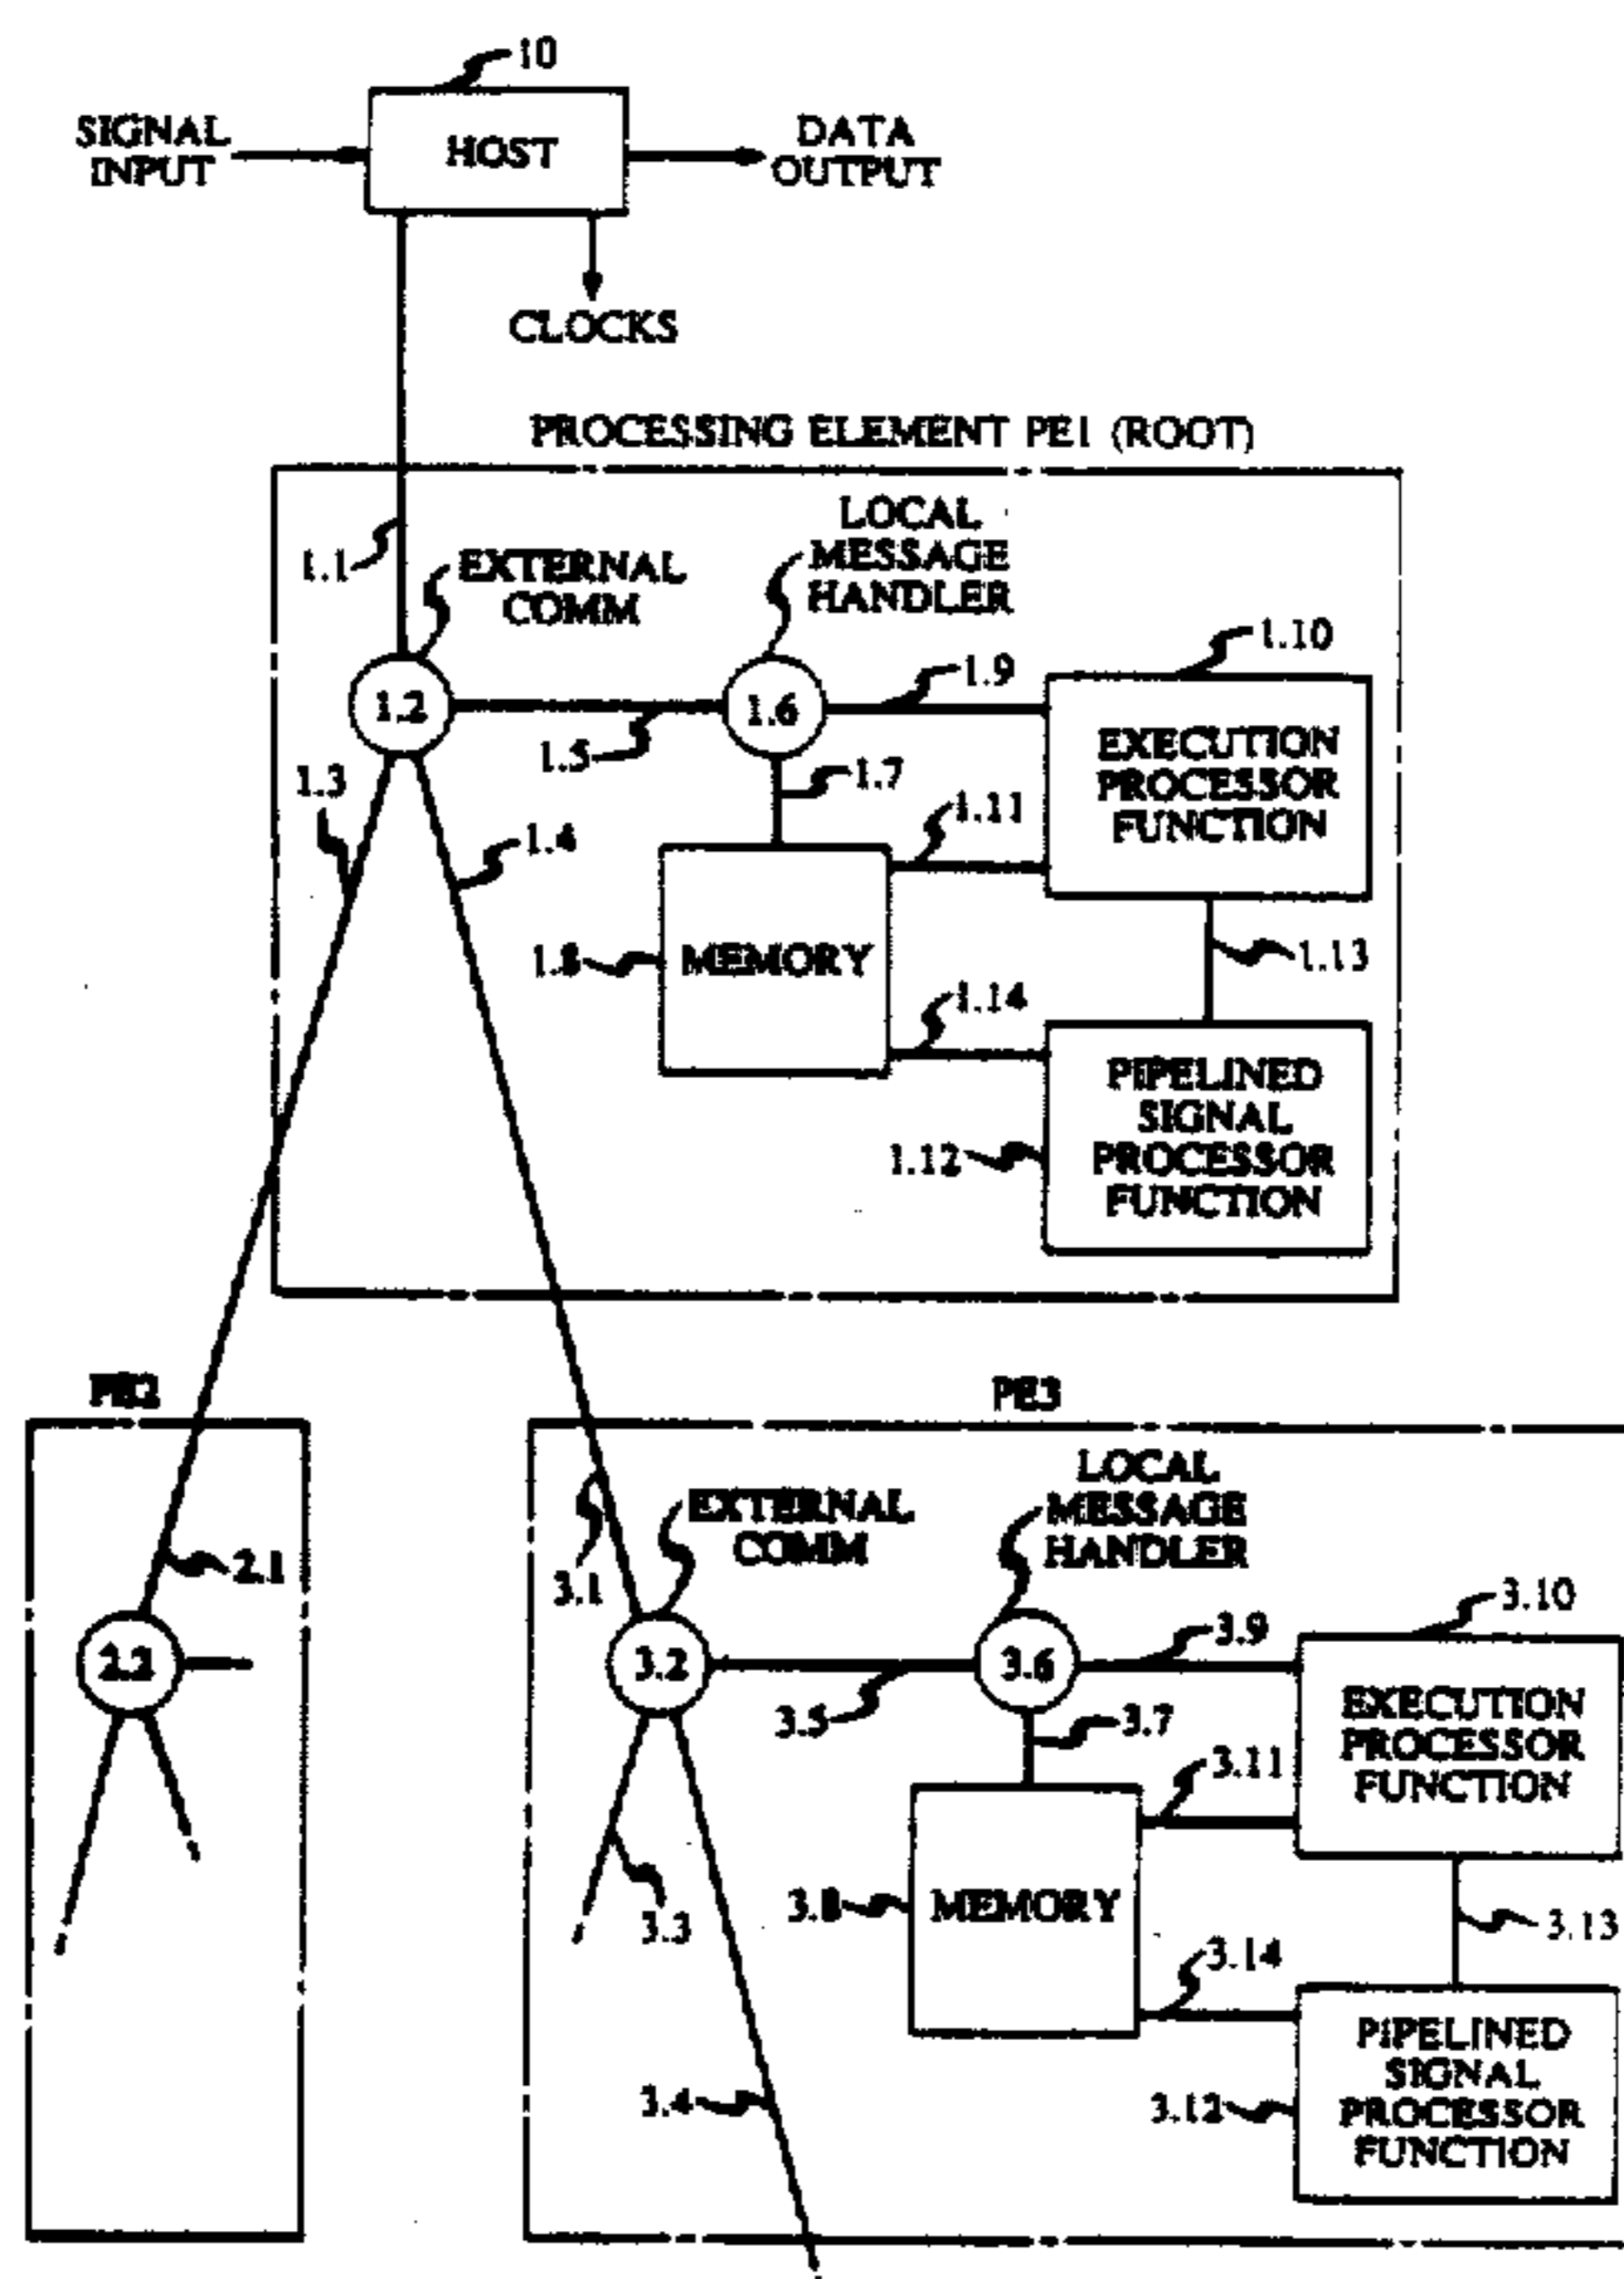 10
SIGNAL
INPUT
HOST
DATA
OUTPUT
CLOCKS
PROCESSING ELEMENT PE1 (ROOT)
LOCAL
MESSAGE
HANDLER
1.1
EXTERNAL
COMM
1.10
1.9
1.2
1.6
1.5
EXECUTION
PROCESSOR
FUNCTION
1.3
1.7
1.11
1.4
1.8
MEMORY
1.13
1.14
PIPELINED
SIGNAL
PROCESSOR
FUNCTION
1.12
PE2
PE3
LOCAL
MESSAGE
HANDLER
EXTERNAL
COMM
2.1
3.1
3.10
3.9
2.2
3.2
3.6
3.5
3.7
EXECUTION
PROCESSOR
FUNCTION
3.11
3.8
MEMORY
3.3
3.13
3.14
PIPELINED
SIGNAL
PROCESSOR
FUNCTION
3.4
3.12